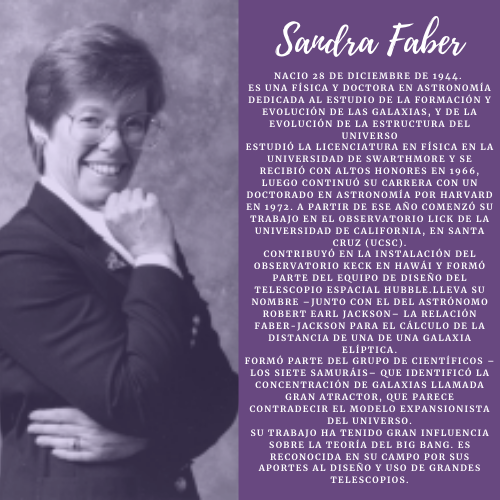 Sandra Faber
NACIO 28 DE DICIEMBRE DE 1944.
ES UNA FÍSICA Y DOCTORA EN ASTRONOMÍA
DEDICADA AL ESTUDIO DE LA FORMACIÓN Y
EVOLUCIÓN DE LAS GALAXIAS, Y DE LA
EVOLUCIÓN DE LA ESTRUCTURA DEL
UNIVERSO
ESTUDIÓ LA LICENCIATURA EN FÍSICA EN LA
UNIVERSIDAD DE SWARTHMORE Y SE
RECIBIÓ CON ALTOS HONORES EN 1966,
LUEGO CONTINUÓ SU CARRERA CON UN
DOCTORADO EN ASTRONOMÍA POR HARVARD
EN 1972. A PARTIR DE ESE AÑO COMENZÓ SU
TRABAJO EN EL OBSERVATORIO LICK DE LA
UNIVERSIDAD DE CALIFORNIA, EN SANTA
CRUZ (UCSC).
CONTRIBUYÓ EN LA INSTALACIÓN DEL
OBSERVATORIO KECK EN HAWÁI Y FORMÓ
PARTE DEL EQUIPO DE DISEÑO DEL
TELESCOPIO ESPACIAL HUBBLE.LLEVA SU
NOMBRE –JUNTO CON EL DEL ASTRÓNOMO
ROBERT EARL JACKSON– LA RELACIÓN
FABER-JACKSON PARA EL CÁLCULO DE LA
DISTANCIA DE UNA DE UNA GALAXIA
ELÍPTICA.
FORMÓ PARTE DEL GRUPO DE CIENTÍFICOS –
LOS SIETE SAMURÁIS– QUE IDENTIFICÓ LA
CONCENTRACIÓN DE GALAXIAS LLAMADA
GRAN ATRACTOR, QUE PARECE
CONTRADECIR EL MODELO EXPANSIONISTA
DEL UNIVERSO.
SU TRABAJO HA TENIDO GRAN INFLUENCIA
SOBRE LA TEORÍA DEL BIG BANG. ES
RECONOCIDA EN SU CAMPO POR SUS
APORTES AL DISEÑO Y USO DE GRANDES
TELESCOPIOS.